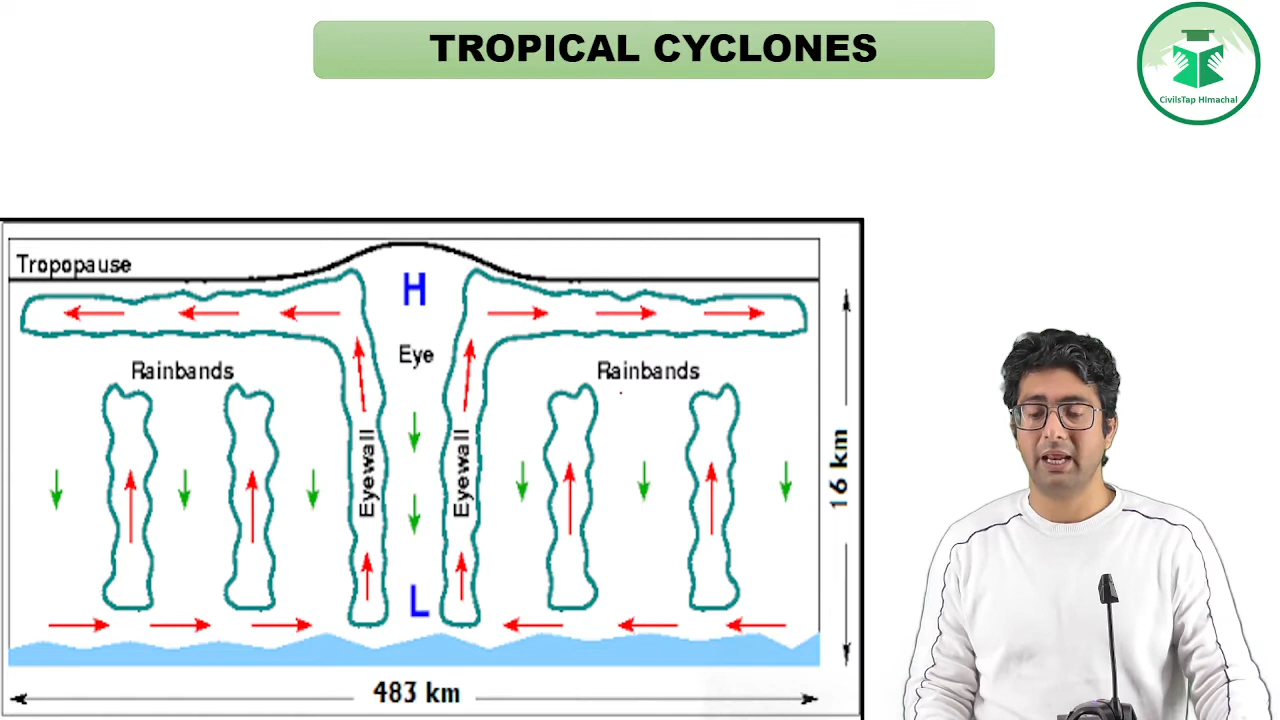 TROPICAL CYCLONES
CivilsTap Himachal
Tropopause
H
Eye
Rainbands
Rainbands
Eyewall
Eyewall
16 km
L
483 km